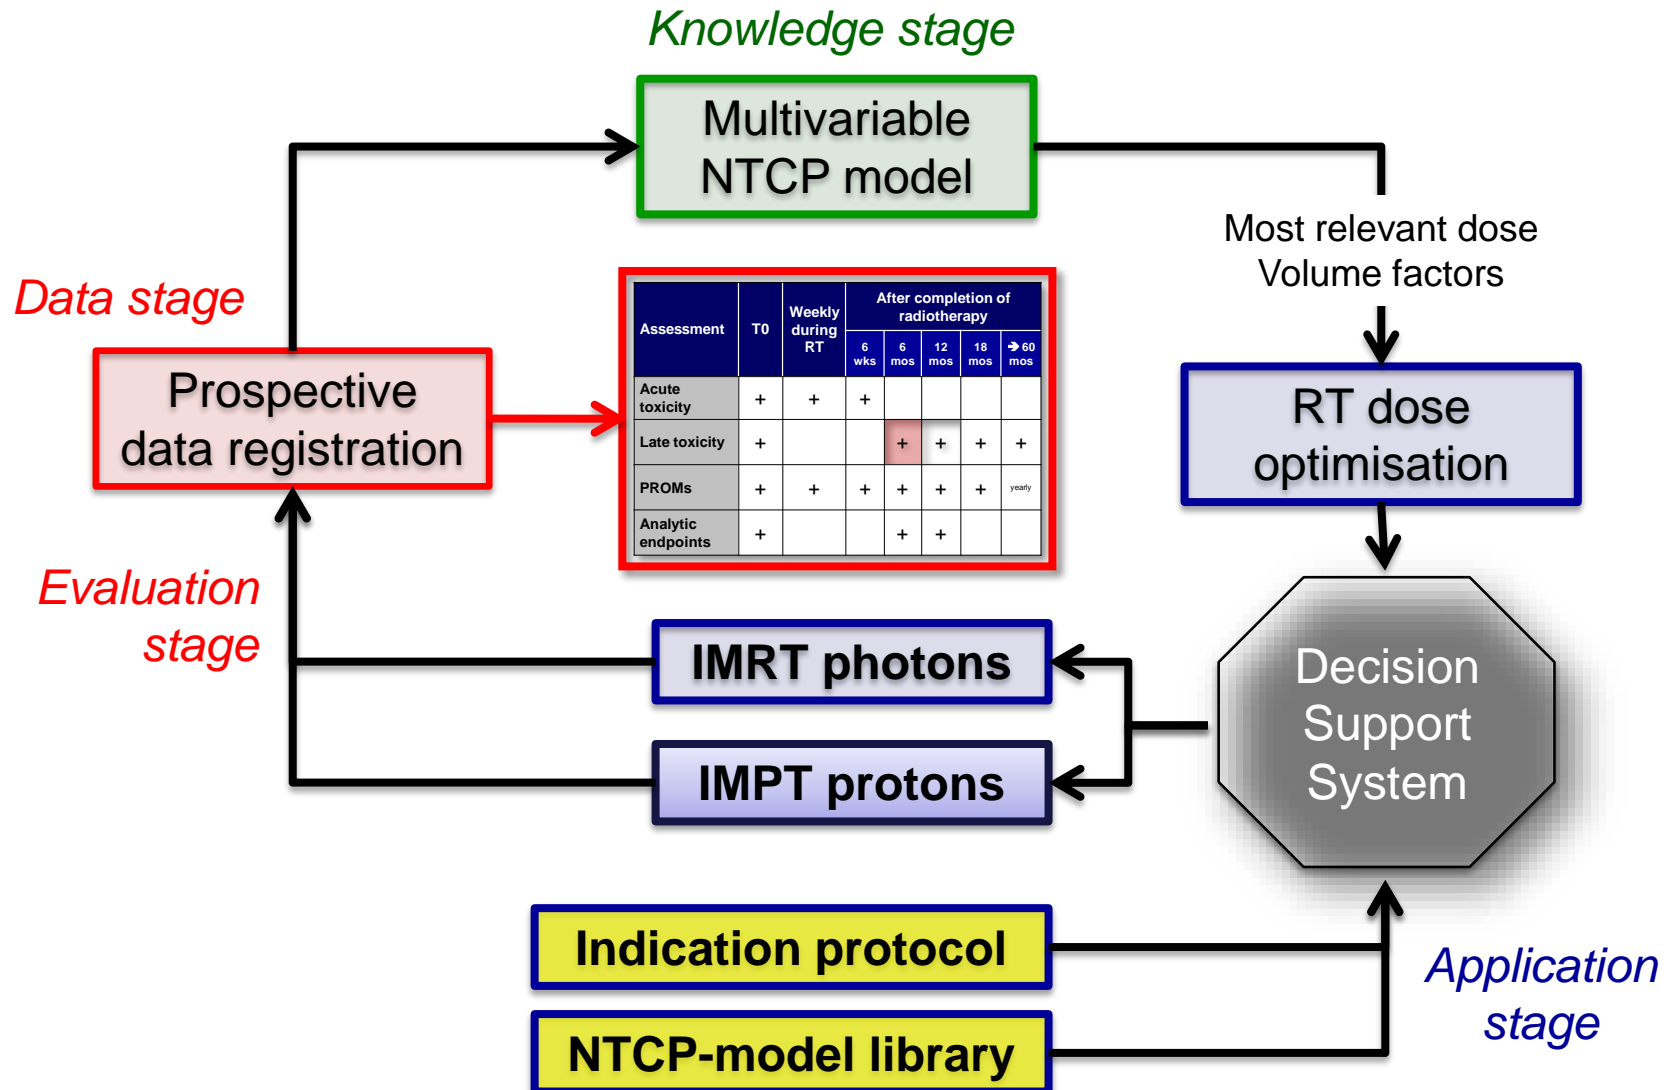 Knowledge stage
Multivariable
NTCP model
Most relevant dose
Volume factors
Data stage
Prospective
data registration
Assessment T0 Weekly during RT After completion of radiotherapy
6 wks 6 mos 12 mos 18 mos ➔ 60 mos
Acute toxicity + + +
Late toxicity + + + + +
PROMs + + + + + + yearly
Analytic endpoints + + +
RT dose
optimisation
Evaluation
stage
IMRT photons
IMPT protons
Decision
Support
System
Indication protocol
NTCP-model library
Application
stage